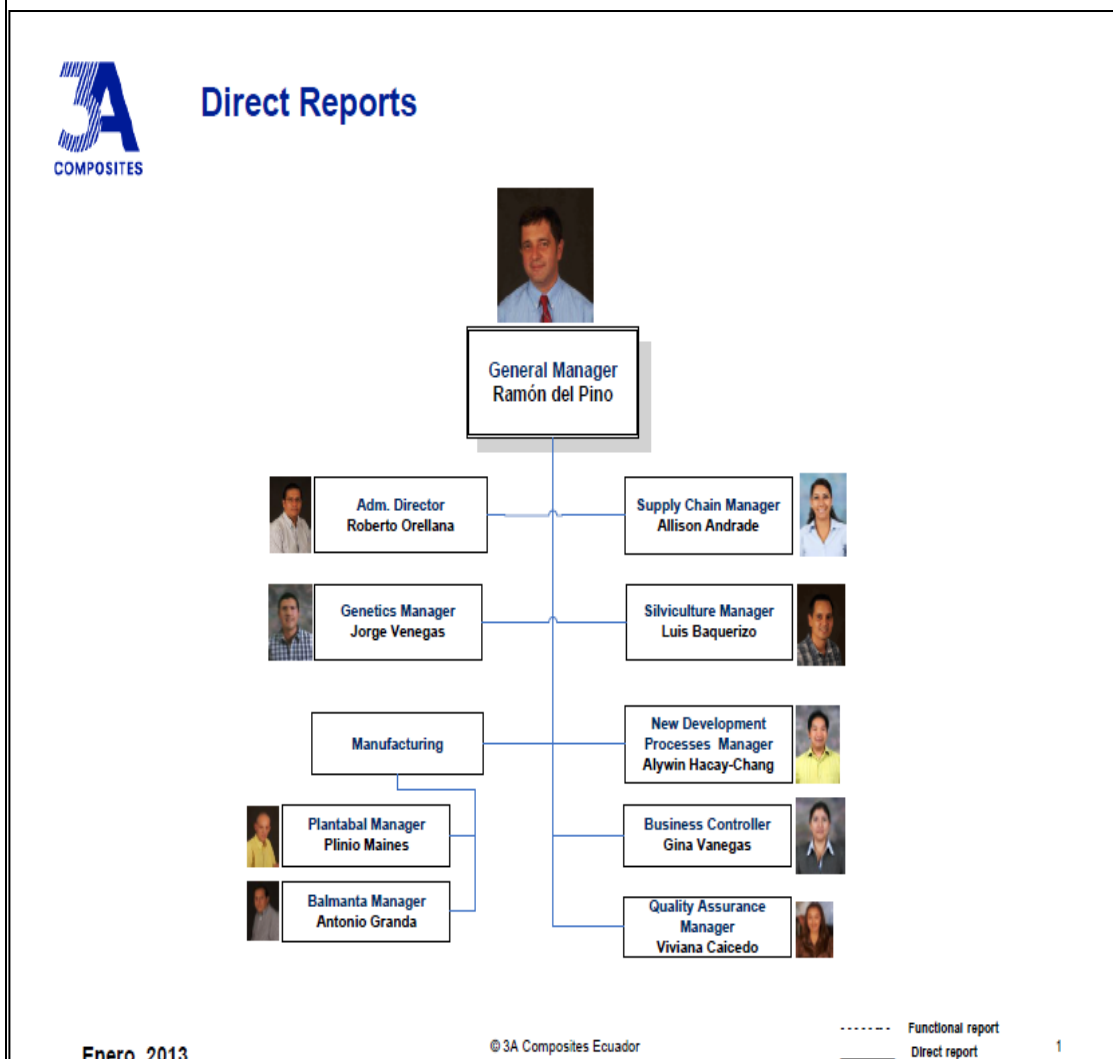 3A
COMPOSITES
Direct Reports
General Manager
Ramón del Pino
Adm. Director
Roberto Orellana
Supply Chain Manager
Allison Andrade
Genetics Manager
Jorge Venegas
Silviculture Manager
Luis Baquerizo
Manufacturing
New Development
Processes Manager
Alywin Hacay-Chang
Plantabal Manager
Plinio Maines
Business Controller
Gina Vanegas
Balmanta Manager
Antonio Granda
Quality Assurance
Manager
Viviana Caicedo
Functional report
Direct report
Enero, 2013
© 3A Composites Ecuador
1